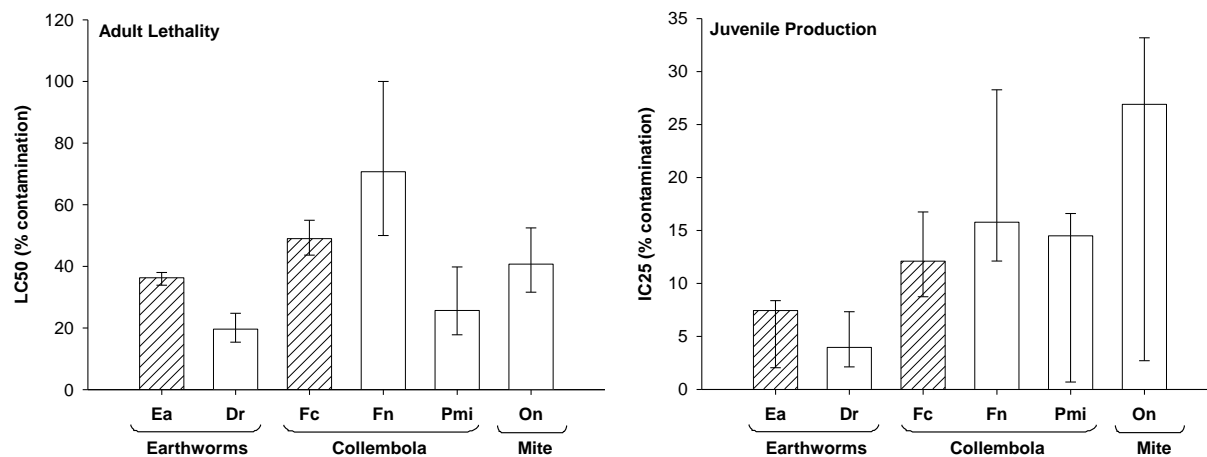 Adult Lethality
LC50 (% contamination)
120
100
80
60
40
20
0
Ea Dr Fc Fn Pmi On
Earthworms Collembola Mite
Juvenile Production
IC25 (% contamination)
35
30
25
20
15
10
5
0
Ea Dr Fc Fn Pmi On
Earthworms Collembola Mite